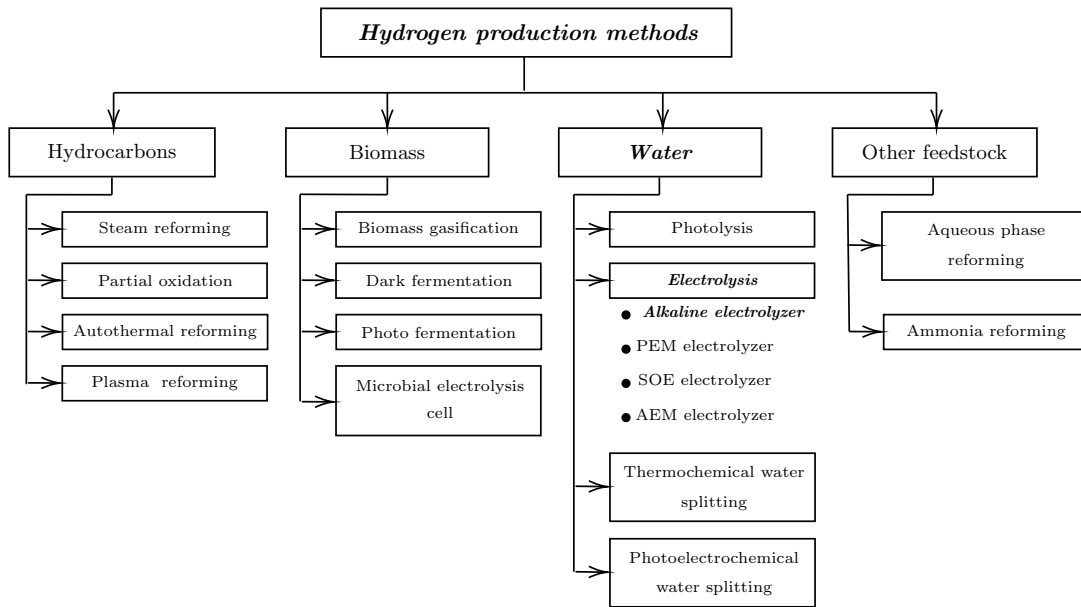 Hydrogen production methods
Hydrocarbons
Steam reforming
Partial oxidation
Autothermal reforming
Plasma reforming
Biomass
Biomass gasification
Dark fermentation
Photo fermentation
Microbial electrolysis
cell
Water
Photolysis
Electrolysis
● Alkaline electrolyzer
● PEM electrolyzer
● SOE electrolyzer
● AEM electrolyzer
Thermochemical water
splitting
Photoelectrochemical
water splitting
Other feedstock
Aqueous phase
reforming
Ammonia reforming